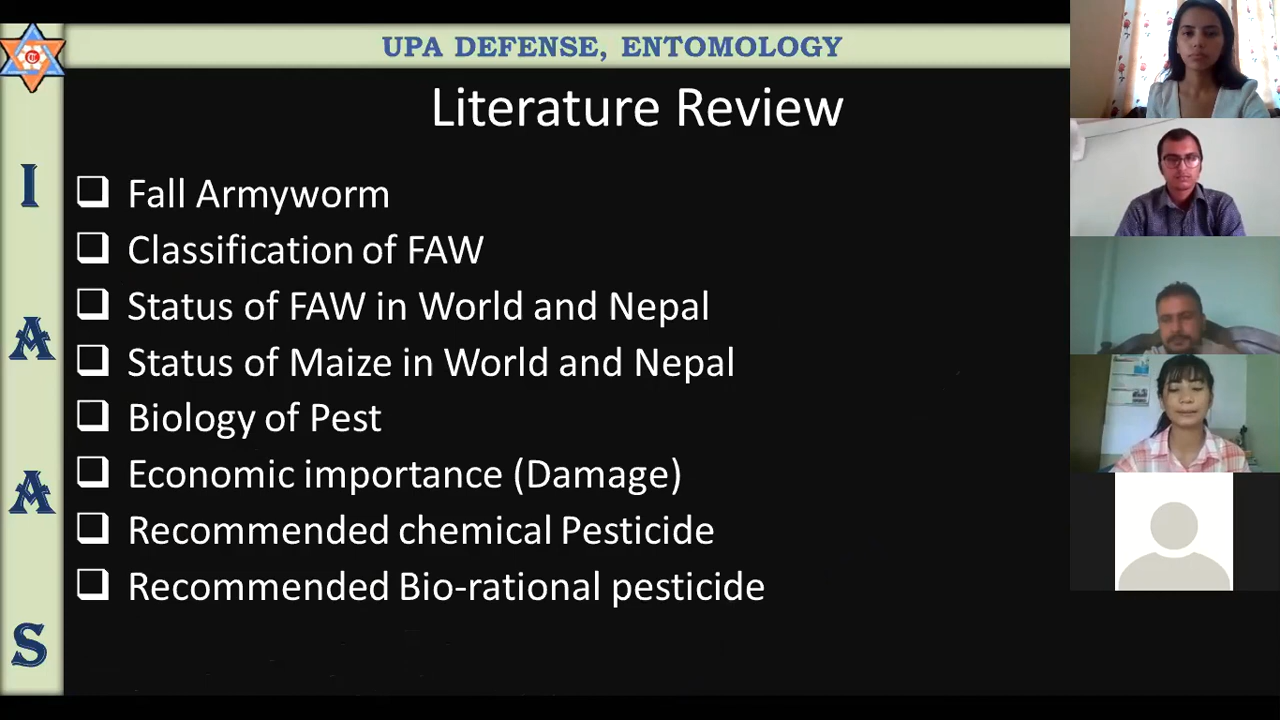 UPA DEFENSE, ENTOMOLOGY
Literature Review
Fall Armyworm
Classification of FAW
Status of FAW in World and Nepal
Status of Maize in World and Nepal
Biology of Pest
Economic importance (Damage)
Recommended chemical Pesticide
Recommended Bio-rational pesticide
I
A
A
S